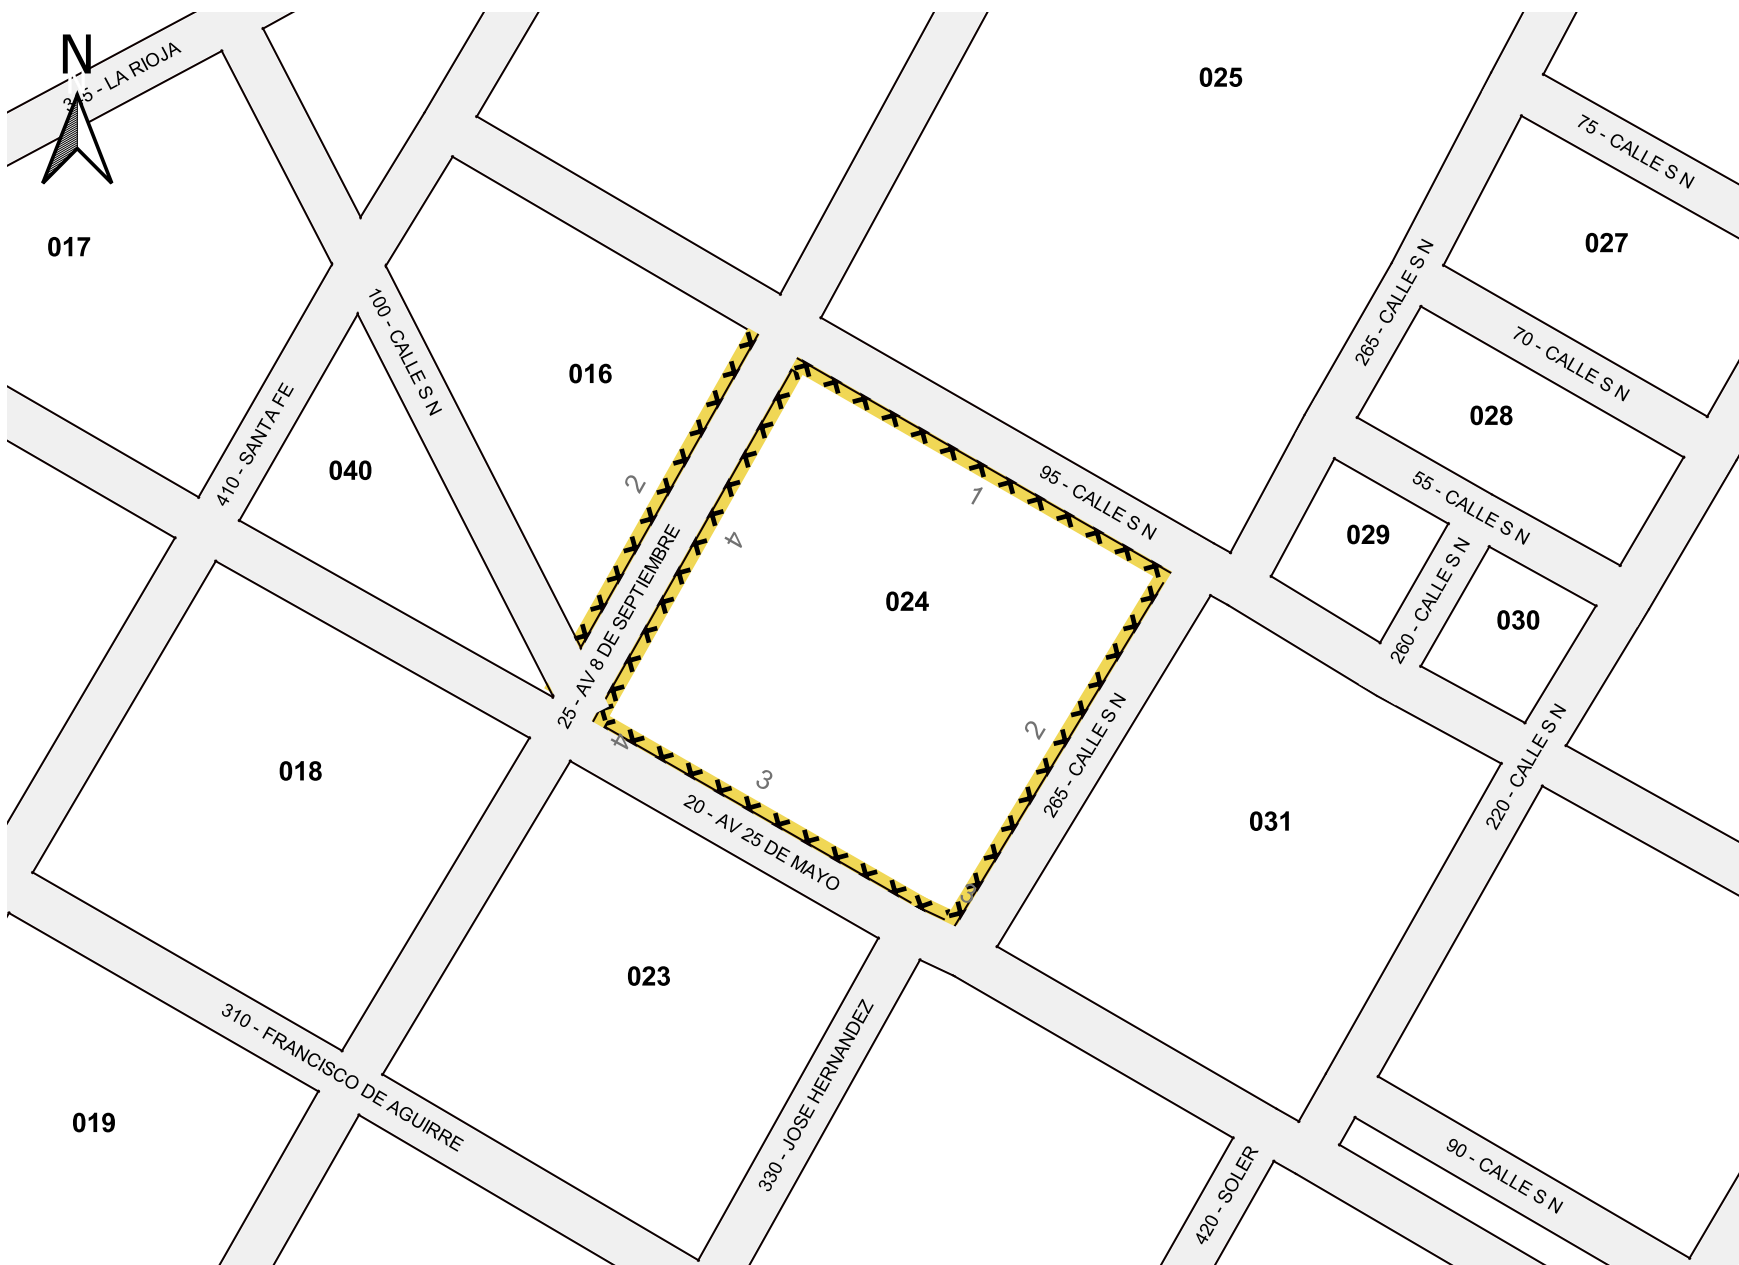 N
345 - LA RIOJA
025
75 - CALLE S N
017
027
265 - CALLE S N
100 - CALLE S N
016
70 - CALLE S N
028
410 - SANTA FE
040
2
1
95 - CALLE S N
55 - CALLE S N
029
4
260 - CALLE S N
024
030
25 - AV 8 DE SEPTIEMBRE
4
3
2
265 - CALLE S N
220 - CALLE S N
018
20 - AV 25 DE MAYO
031
3
023
310 - FRANCISCO DE AGUIRRE
330 - JOSE HERNANDEZ
019
420 - SOLER
90 - CALLE S N